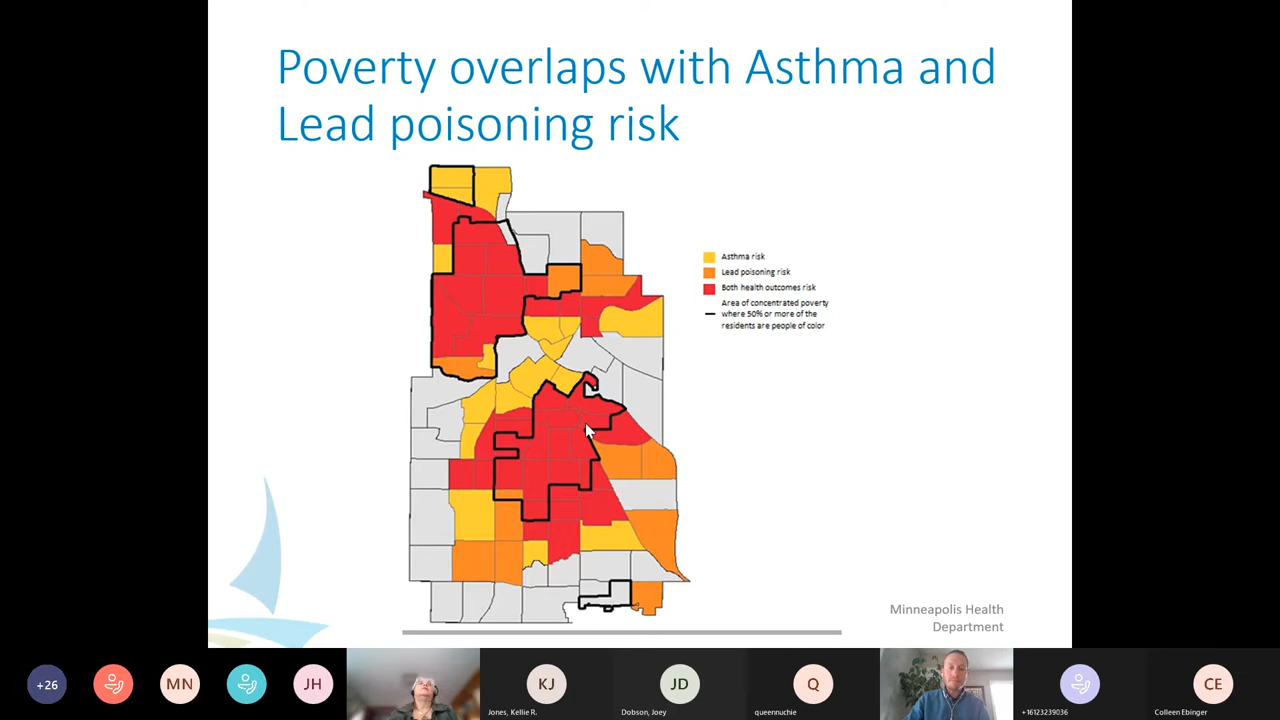 Poverty overlaps with Asthma and
Lead poisoning risk
Asthma risk
Lead poisoning risk
Both health outcomes risk
Area of concentrated poverty
where 50% or more of the
residents are people of color
Minneapolis Health
Department
+26
MN
JH
KJ
Jones, Kellie R.
JD
Dobson, Joey
Q
queennuchie
+16123239036
CE
Colleen Ebinger